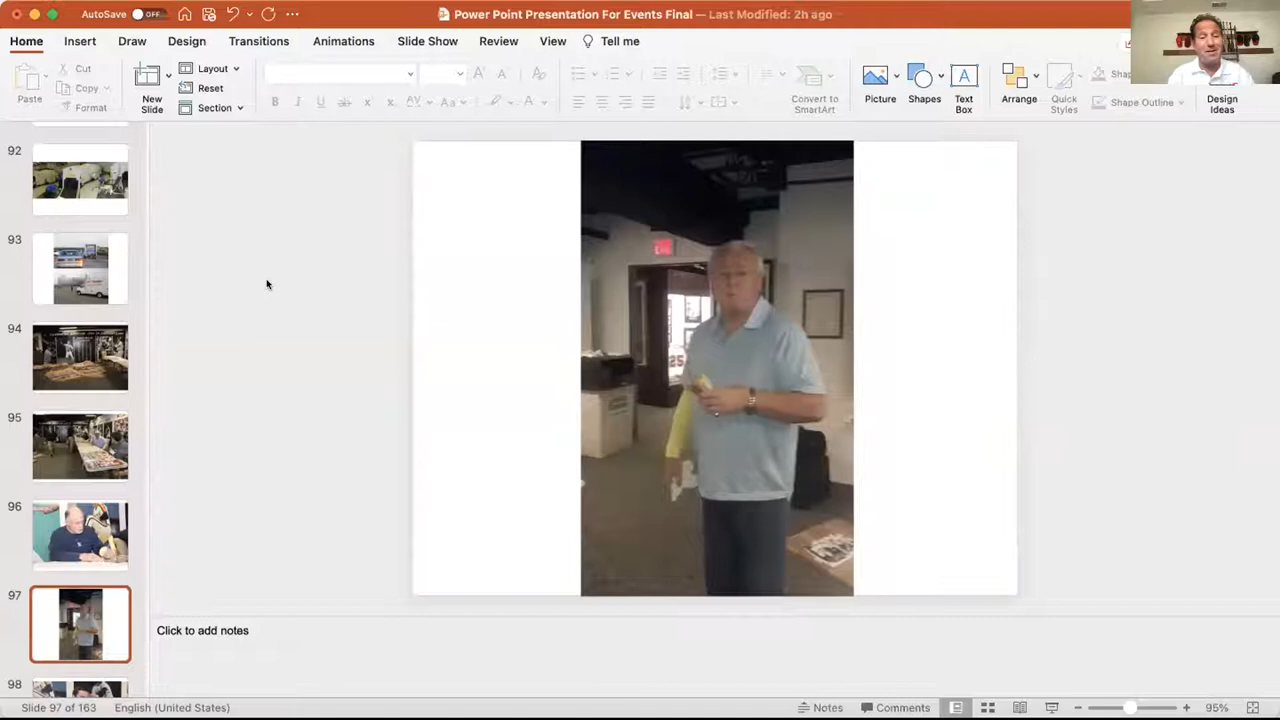 AutoSave OFF
Power Point Presentation For Events Final — Last Modified: 2h ago
Home Insert Draw Design Transitions Animations Slide Show Review View Tell me
Paste
Cut
Copy
Format
New Slide
Layout
Reset
Section
B I U
Convert to SmartArt
Picture
Shapes
Text Box
Arrange
Quick Styles
Shape Outline
Design Ideas
92
93
94
95
96
97
98
25
Click to add notes
Slide 97 of 163 English (United States) Notes Comments 95%